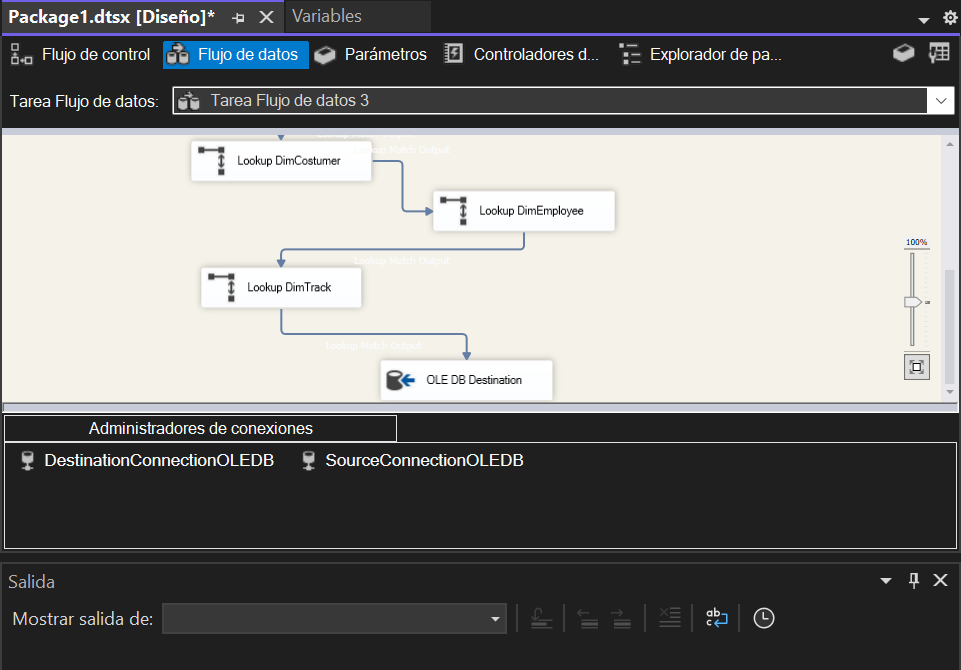 Package1.dtsx [Diseño]*
Variables
Flujo de control
Flujo de datos
Parámetros
Controladores d...
Explorador de pa...
Tarea Flujo de datos:
Tarea Flujo de datos 3
Lookup Match Output
Lookup DimCostumer
Lookup DimEmployee
100%
Lookup Match Output
Lookup DimTrack
Lookup Match Output
OLE DB Destination
Administradores de conexiones
DestinationConnectionOLEDB
SourceConnectionOLEDB
Salida
Mostrar salida de:
ab
c